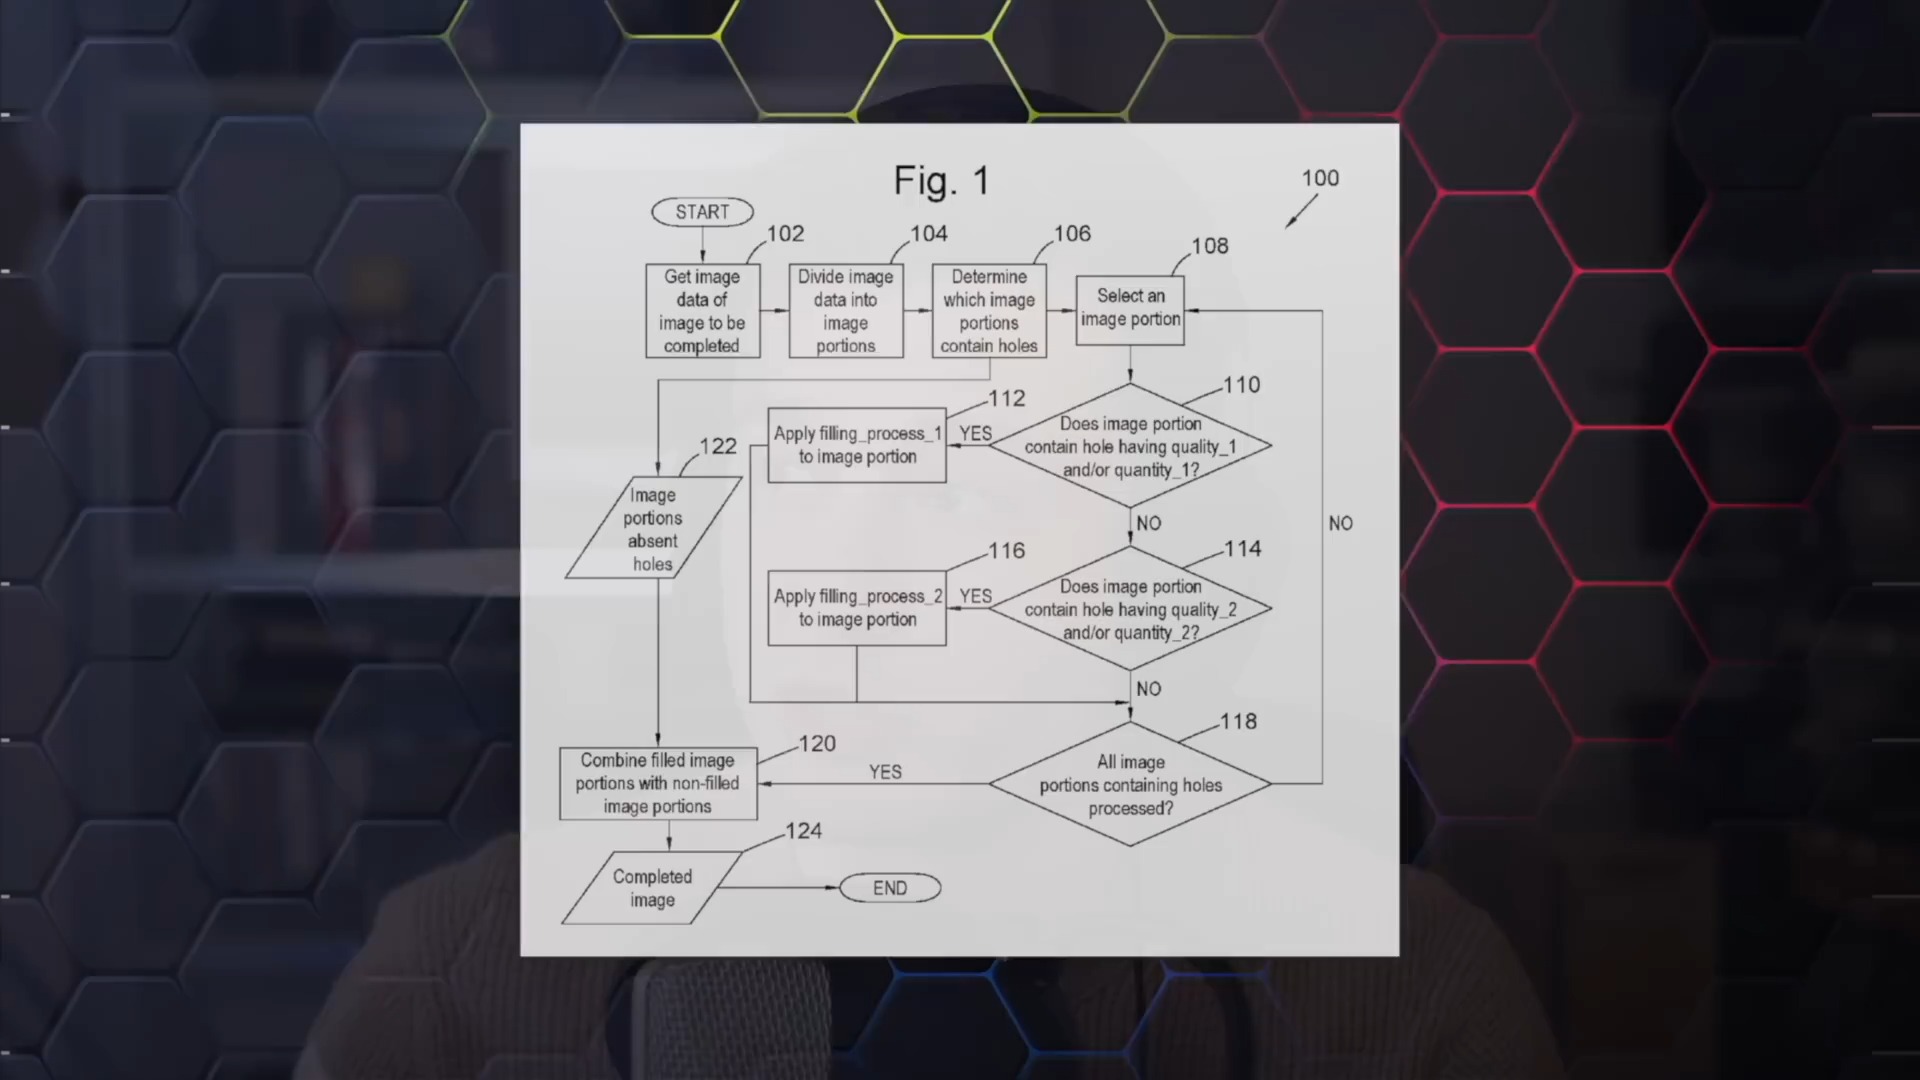 Fig. 1
100
START
102
104
106
108
Get image
data of
image to be
completed
Divide image
data into
image
portions
Determine
which image
portions
contain holes
Select an
image portion
110
Does image portion
contain hole having quality_1
and/or quantity_1?
YES
112
Apply filling_process_1
to image portion
122
Image
portions
absent
holes
NO
NO
114
Does image portion
contain hole having quality_2
and/or quantity_2?
YES
116
Apply filling_process_2
to image portion
NO
118
All image
portions containing holes
processed?
YES
120
Combine filled image
portions with non-filled
image portions
124
Completed
image
END